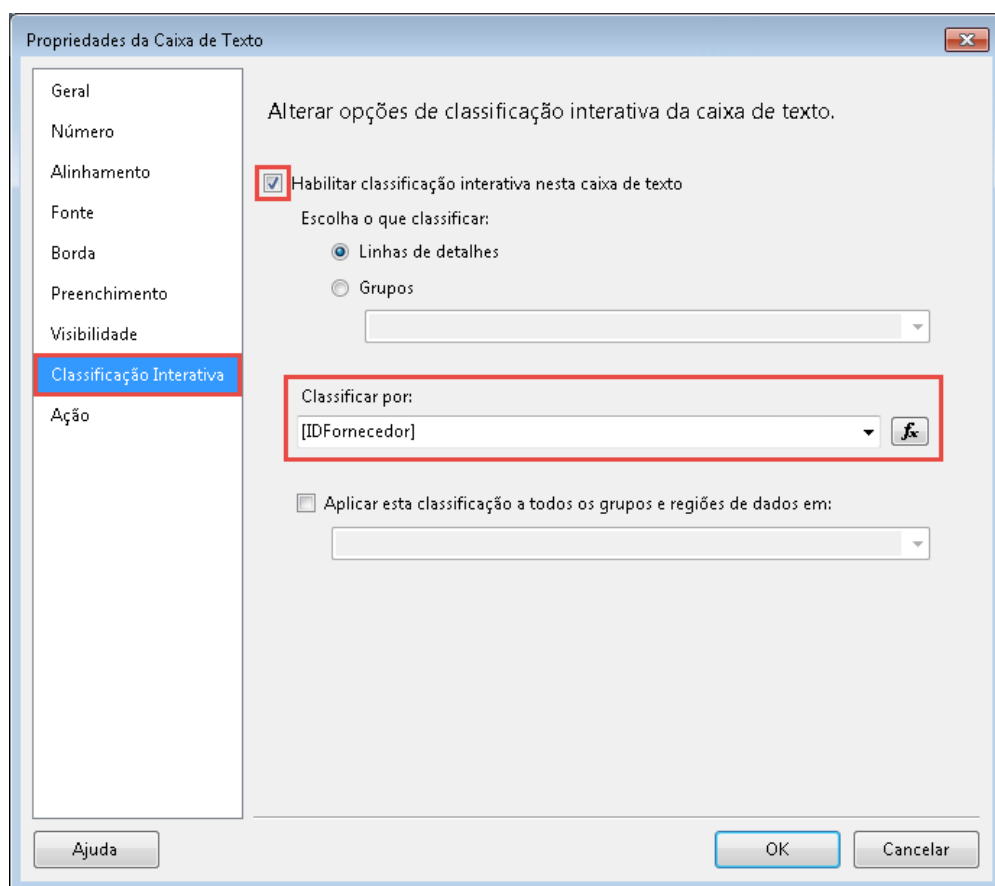 Propriedades da Caixa de Texto
Geral
Número
Alinhamento
Fonte
Borda
Preenchimento
Visibilidade
Classificação Interativa
Ação
Alterar opções de classificação interativa da caixa de texto.
Habilitar classificação interativa nesta caixa de texto
Escolha o que classificar:
Linhas de detalhes
Grupos
Classificar por:
[IDFornecedor]
fx
Aplicar esta classificação a todos os grupos e regiões de dados em:
Ajuda
OK
Cancelar